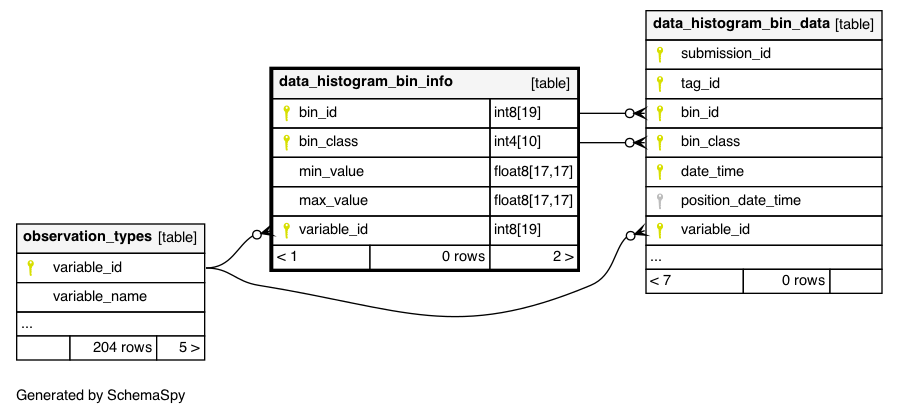 data_histogram_bin_data [table]
submission_id
tag_id
bin_id
bin_class
date_time
position_date_time
variable_id
...
< 7 0 rows
data_histogram_bin_info [table]
bin_id int8[19]
bin_class int4[10]
min_value float8[17,17]
max_value float8[17,17]
variable_id int8[19]
< 1 0 rows 2 >
observation_types [table]
variable_id
variable_name
...
204 rows 5 >
Generated by SchemaSpy